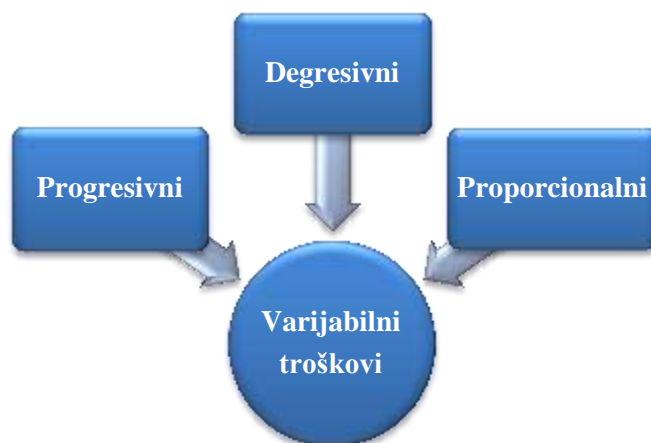 Degresivni
Progresivni
Proporcionalni
Varijabilni
troškovi